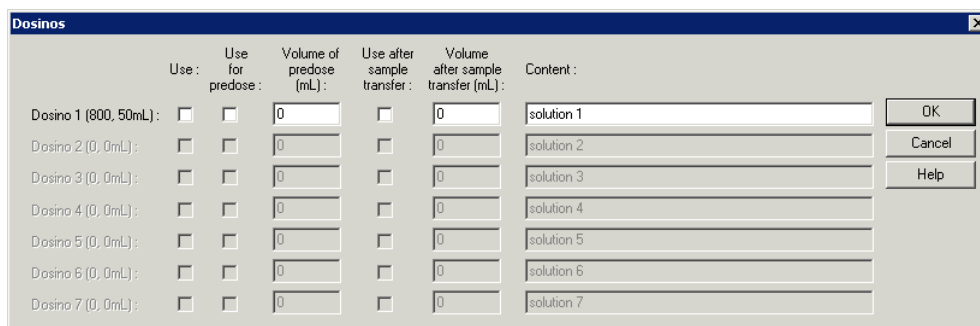 Dosinos
Use :
Use for predose :
Volume of predose (mL) :
Use after sample transfer :
Volume after sample transfer (mL) :
Content :
Dosino 1 (800, 50mL) : 0 0 solution 1 OK
Dosino 2 (0, 0mL) : 0 0 solution 2 Cancel
Dosino 3 (0, 0mL) : 0 0 solution 3 Help
Dosino 4 (0, 0mL) : 0 0 solution 4
Dosino 5 (0, 0mL) : 0 0 solution 5
Dosino 6 (0, 0mL) : 0 0 solution 6
Dosino 7 (0, 0mL) : 0 0 solution 7